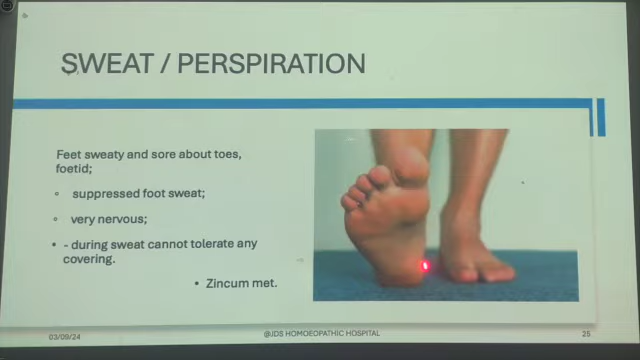 SWEAT / PERSPIRATION
Feet sweaty and sore about toes,
foetid;
suppressed foot sweat;
very nervous;
• - during sweat cannot tolerate any
covering.
• Zincum met.
03/09/24
@JDS HOMOEOPATHIC HOSPITAL
25